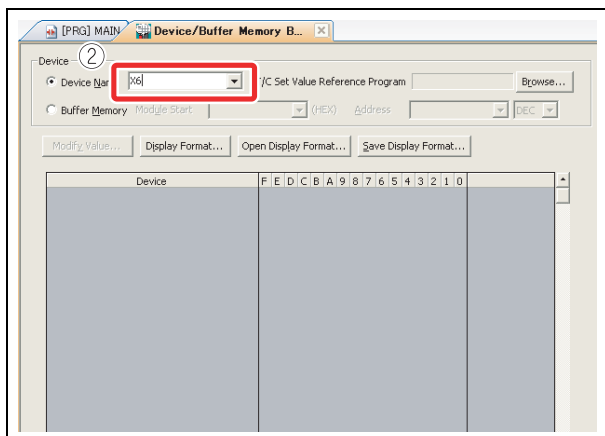 [PRG] MAIN Device/Buffer Memory B...
Device
②
Device Nam X6 T/C Set Value Reference Program Browse...
Buffer Memory Module Start (HEX) Address DEC
Modify Value... Display Format... Open Display Format... Save Display Format...
Device F E D C B A 9 8 7 6 5 4 3 2 1 0